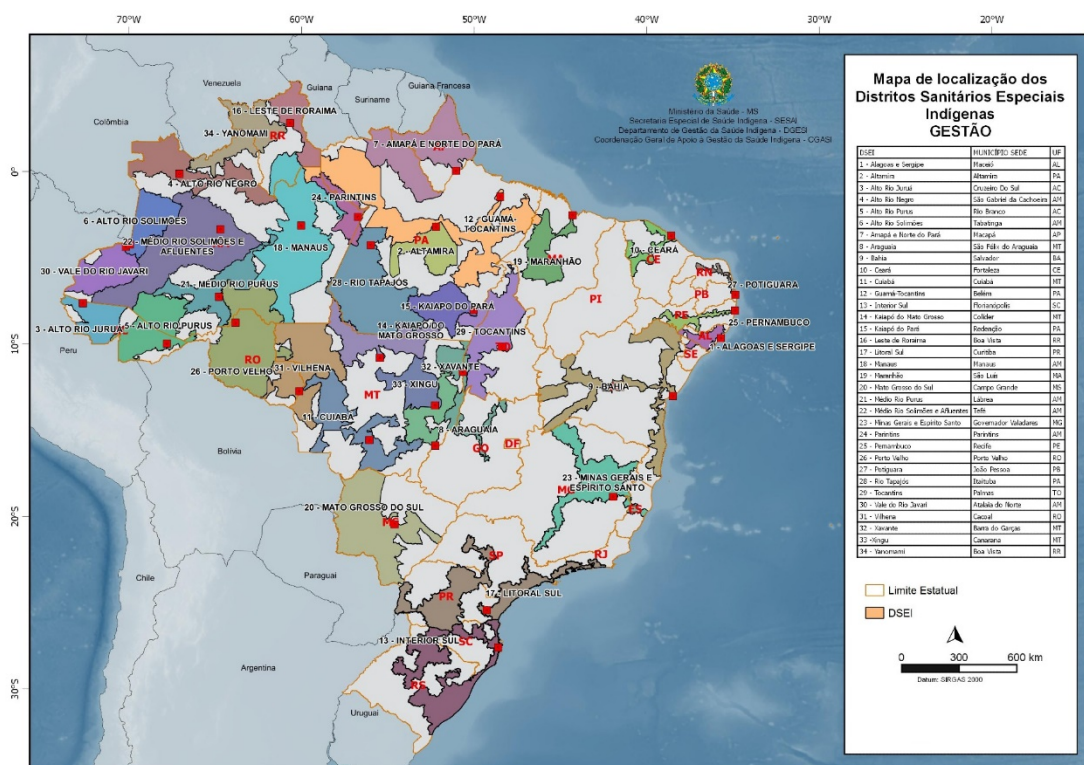 70°W 60°W 50°W 40°W 30°W 20°W
Venezuela
Guiana
Suriname
Guiana Francesa
Colômbia
16 - LESTE DE RORAIMA
34 - YANOMAMI
RR
7 - AMAPÁ E NORTE DO PARÁ
Ministério da Saúde - MS
Secretaria Especial de Saúde Indígena - SESAI
Departamento de Gestão da Saúde Indígena - DGESI
Coordenação Geral de Apoio à Gestão da Saúde Indígena - CGASI
0°
4 - ALTO RIO NEGRO
24 - PARINTINS
6 - ALTO RIO SOLIMÕES
12 - GUAMÁ-
TOCANTINS
22 - MÉDIO RIO SOLIMÕES E
AFLUENTES
18 - MANAUS
PA
2 - ALTAMIRA
10 - CEARÁ
CE
19 - MARANHÃO
30 - VALE DO RIO JAVARI
21 - MÉDIO RIO PURUS
28 - RIO TAPAJÓS
RN
27 - POTIGUARA
PB
PI
15 - KAIAPÓ DO PARÁ
PE
3 - ALTO RIO JURUÁ
5 - ALTO RIO PURUS
14 - KAIAPÓ DO
MATO GROSSO
29 - TOCANTINS
25 - PERNAMBUCO
AL
1 - ALAGOAS E SERGIPE
SE
10°S
Peru
RO
26 - PORTO VELHO
31 - VILHENA
32 - XAVANTE
33 - XINGU
MT
9 - BAHIA
11 - CUIABÁ
8 - ARAGUAIA
GO
DF
Bolívia
23 - MINAS GERAIS E
ESPÍRITO SANTO
MG
ES
20 - MATO GROSSO DO SUL
MS
20°S
SP
RJ
Paraguai
Chile
PR
17 - LITORAL SUL
13 - INTERIOR SUL
SC
Argentina
RS
30°S
Uruguai
Mapa de localização dos
Distritos Sanitários Especiais
Indígenas
GESTÃO
DSEI MUNICÍPIO SEDE UF
1 - Alagoas e Sergipe Maceió AL
2 - Altamira Altamira PA
3 - Alto Rio Juruá Cruzeiro Do Sul AC
4 - Alto Rio Negro São Gabriel da Cachoeira AM
5 - Alto Rio Purus Rio Branco AC
6 - Alto Rio Solimões Tabatinga AM
7 - Amapá e Norte do Pará Macapá AP
8 - Araguaia São Félix do Araguaia MT
9 - Bahia Salvador BA
10 - Ceará Fortaleza CE
11 - Cuiabá Cuiabá MT
12 - Guamá-Tocantins Belém PA
13 - Interior Sul Florianópolis SC
14 - Kaiapó do Mato Grosso Colíder MT
15 - Kaiapó do Pará Redenção PA
16 - Leste de Roraima Boa Vista RR
17 - Litoral Sul Curitiba PR
18 - Manaus Manaus AM
19 - Maranhão São Luís MA
20 - Mato Grosso do Sul Campo Grande MS
21 - Médio Rio Purus Lábrea AM
22 - Médio Rio Solimões e Afluentes Tefé AM
23 - Minas Gerais e Espírito Santo Governador Valadares MG
24 - Parintins Parintins AM
25 - Pernambuco Recife PE
26 - Porto Velho Porto Velho RO
27 - Potiguara João Pessoa PB
28 - Rio Tapajós Itaituba PA
29 - Tocantins Palmas TO
30 - Vale do Rio Javari Atalaia do Norte AM
31 - Vilhena Cacoal RO
32 - Xavante Barra do Garças MT
33 -Xingu Canarana MT
34 - Yanomami Boa Vista RR
Limite Estatual
DSEI
0 300 600 km
Datum: SIRGAS 2000